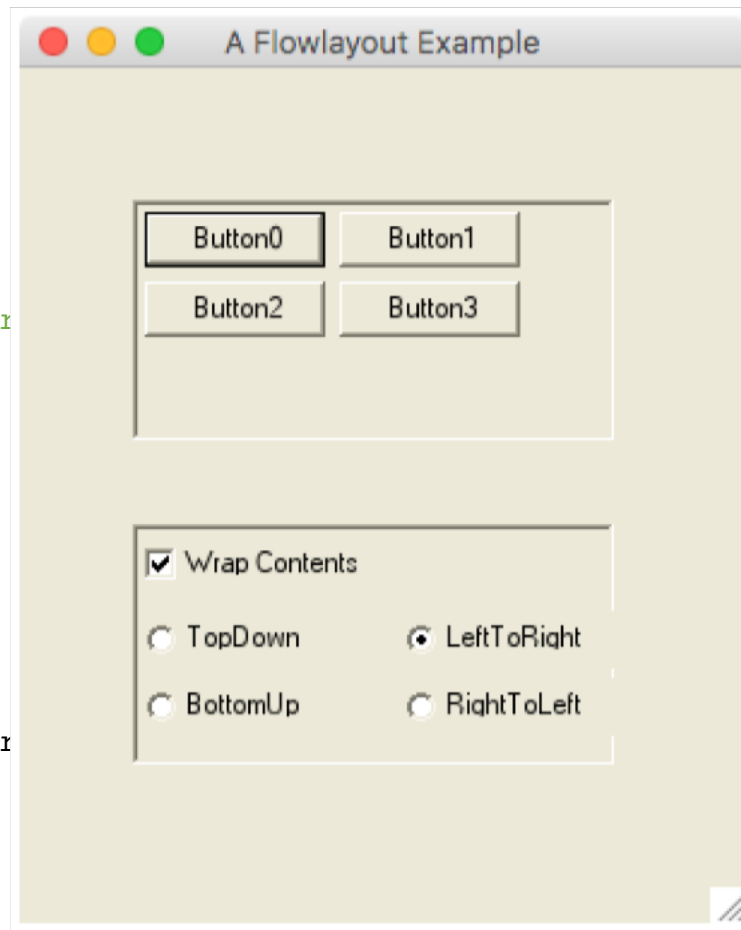 A Flowlayout Example
Button0 Button1
Button2 Button3
r
Wrap Contents
TopDown LeftToRight
BottomUp RightToLeft
r